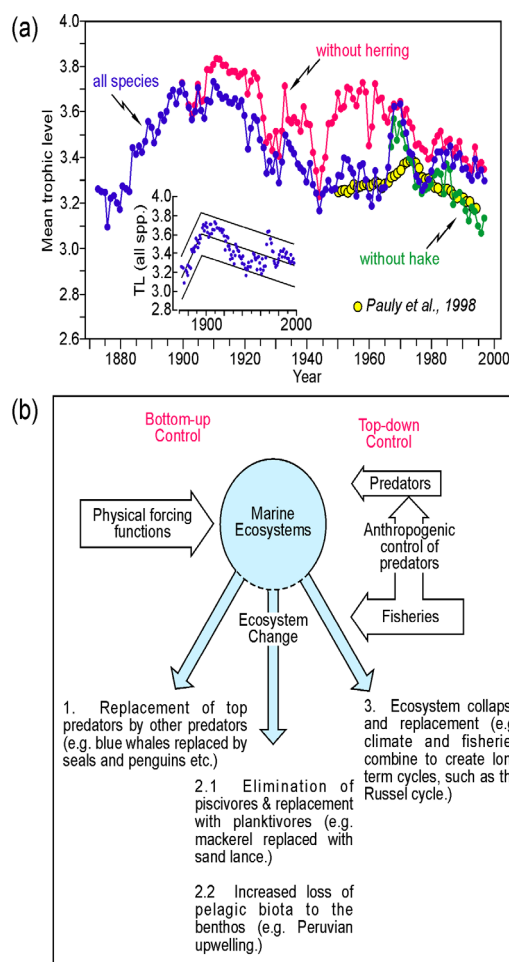 (a)
4.0
3.8
3.6
3.4
3.2
3.0
2.8
2.6
Mean trophic level
all species
without herring
without hake
Pauly et al., 1998
4.0
3.8
3.6
3.4
3.2
3.0
2.8
TL (all spp.)
1900
2000
1880
1900
1920
1940
1960
1980
2000
Year
(b)
Bottom-up
Control
Top-down
Control
Physical forcing
functions
Marine
Ecosystems
Predators
Anthropogenic
control of
predators
Fisheries
Ecosystem
Change
1. Replacement of top
predators by other predators
(e.g. blue whales replaced by
seals and penguins etc.)
2.1 Elimination of
piscivores & replacement
with planktivores (e.g.
mackerel replaced with
sand lance.)
2.2 Increased loss of
pelagic biota to the
benthos (e.g. Peruvian
upwelling.)
3. Ecosystem collaps
and replacement (e.g
climate and fisherie
combine to create lon
term cycles, such as th
Russel cycle.)